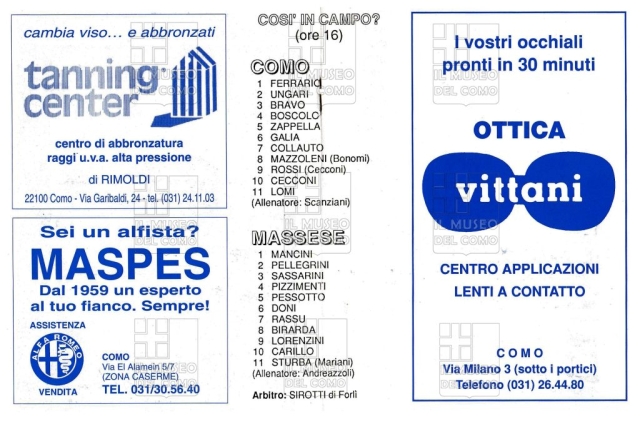 cambia viso... e abbronzati
tanning
center
centro di abbronzatura
raggi u.v.a. alta pressione
di RIMOLDI
22100 Como - Via Garibaldi, 24 - tel. (031) 24.11.03
Sei un alfista?
MASPES
Dal 1959 un esperto
al tuo fianco. Sempre!
ASSISTENZA
ALFA ROMEO
VENDITA
COMO
Via El Alamein 5/7
(ZONA CASERME)
TEL. 031/30.56.40
COSI' IN CAMPO?
(ore 16)
COMO
1 FERRARIO
2 UNGARI
3 BRAVO
4 BOSCOLO
5 ZAPPELLA
6 GALIA
7 COLLAUTO
8 MAZZOLENI (Bonomi)
9 ROSSI (Cecconi)
10 CECCONI
11 LOMI
(Allenatore: Scanziani)
MASSESE
1 MANCINI
2 PELLEGRINI
3 SASSARINI
4 PIZZIMENTI
5 PESSOTTO
6 DONI
7 RASSU
8 BIRARDA
9 LORENZINI
10 CARILLO
11 STURBA (Mariani)
(Allenatore: Andreazzoli)
Arbitro: SIROTTI di Forlì
I vostri occhiali
pronti in 30 minuti
OTTICA
vittani
CENTRO APPLICAZIONI
LENTI A CONTATTO
COMO
Via Milano 3 (sotto i portici)
Telefono (031) 26.44.80
IL MUSEO
DEL COMO